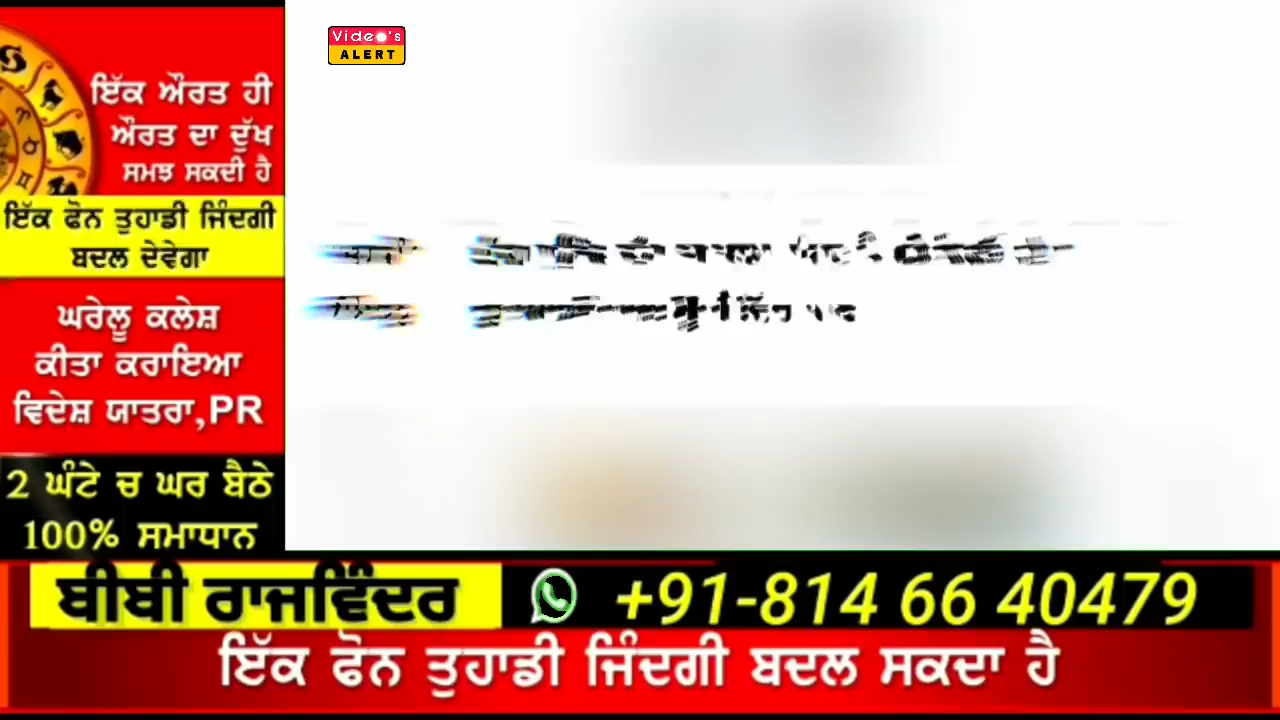 Video's
ALERT
ਇੱਕ ਔਰਤ ਹੀ
ਔਰਤ ਦਾ ਦੁੱਖ
ਸਮਝ ਸਕਦੀ ਹੈ
ਇੱਕ ਫੋਨ ਤੁਹਾਡੀ ਜਿੰਦਗੀ
ਬਦਲ ਦੇਵੇਗਾ
ਘਰੇਲੂ ਕਲੇਸ਼
ਕੀਤਾ ਕਰਾਇਆ
ਵਿਦੇਸ਼ ਯਾਤਰਾ,PR
2 ਘੰਟੇ ਚ ਘਰ ਬੈਠੇ
100% ਸਮਾਧਾਨ
ਬੀਬੀ ਰਾਜਵਿੰਦਰ
+91-814 66 40479
ਇੱਕ ਫੋਨ ਤੁਹਾਡੀ ਜਿੰਦਗੀ ਬਦਲ ਸਕਦਾ ਹੈ